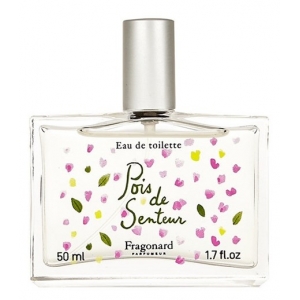 Eau de toilette
Pois
de
Senteur
Fragonard
PARFUMEUR
50 ml 1.7 fl.oz